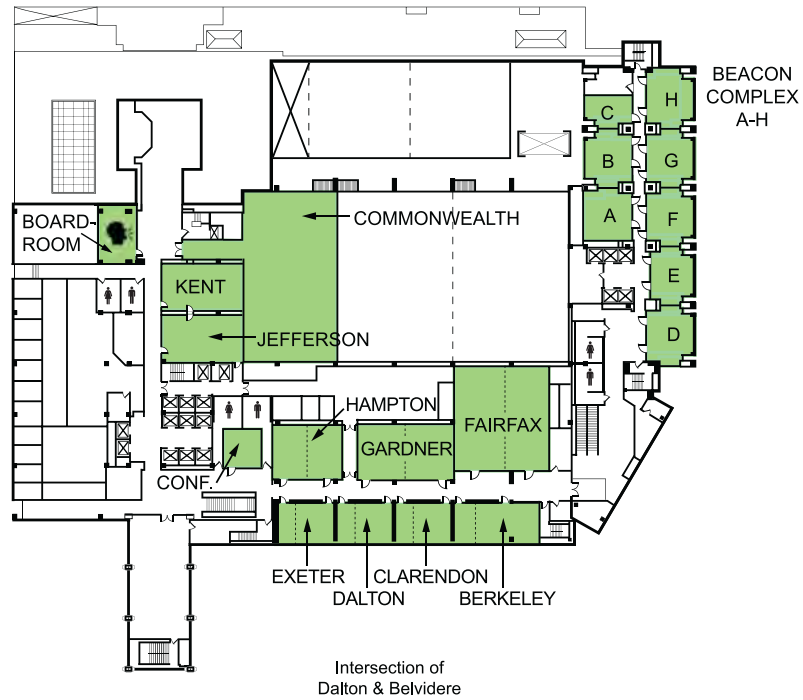 BEACON
COMPLEX
A-H
C
H
B
G
A
F
E
D
BOARD-
ROOM
COMMONWEALTH
KENT
JEFFERSON
HAMPTON
GARDNER
FAIRFAX
CONF.
EXETER
CLARENDON
DALTON
BERKELEY
Intersection of
Dalton & Belvidere